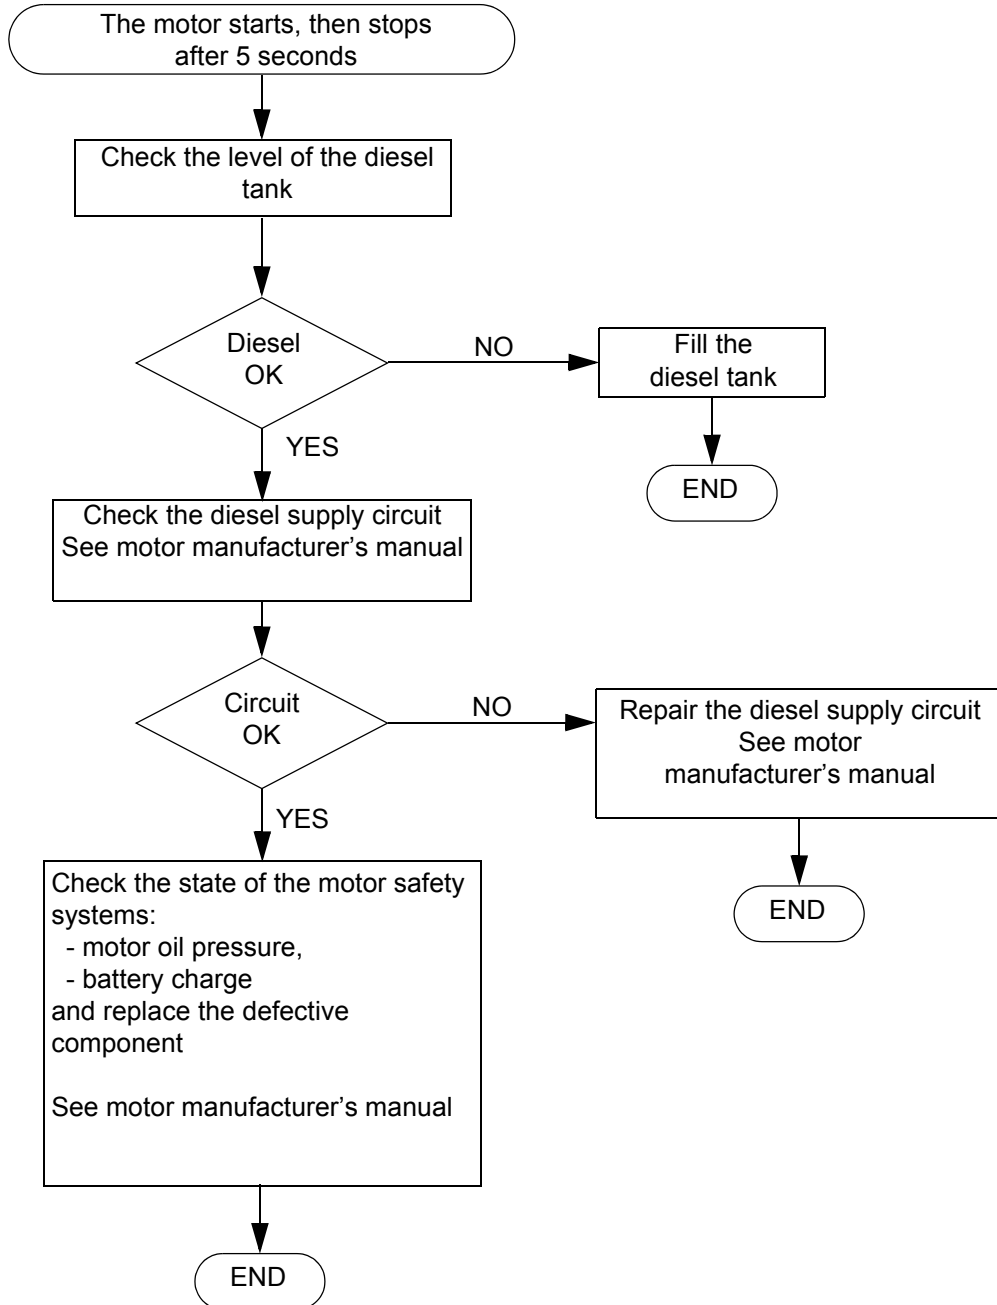 The motor starts, then stops
after 5 seconds
Check the level of the diesel
tank
Diesel
OK
NO
Fill the
diesel tank
END
YES
Check the diesel supply circuit
See motor manufacturer’s manual
Circuit
OK
NO
Repair the diesel supply circuit
See motor
manufacturer’s manual
END
YES
Check the state of the motor safety
systems:
- motor oil pressure,
- battery charge
and replace the defective
component
See motor manufacturer’s manual
END